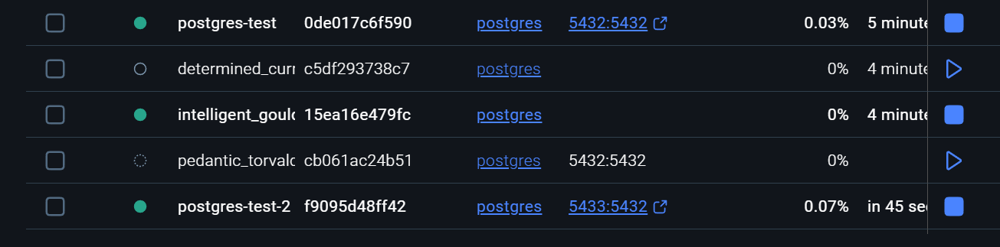 postgres-test 0de017c6f590 postgres 5432:5432 0.03% 5 minute
determined_curr c5df293738c7 postgres 0% 4 minute
intelligent_goulc 15ea16e479fc postgres 0% 4 minute
pedantic_torvalc cb061ac24b51 postgres 5432:5432 0%
postgres-test-2 f9095d48ff42 postgres 5433:5432 0.07% in 45 sec